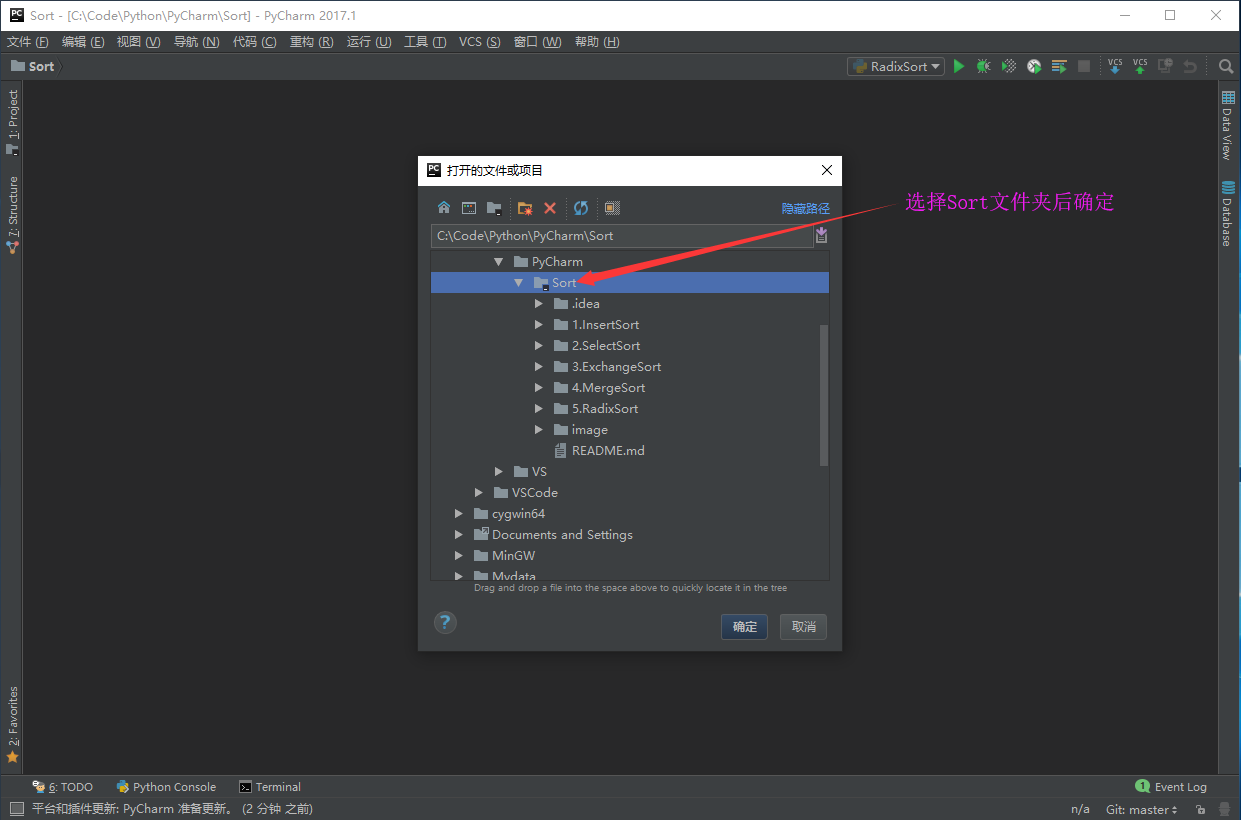 Sort - [C:\Code\Python\PyCharm\Sort] - PyCharm 2017.1
文件 (F) 编辑 (E) 视图 (V) 导航 (N) 代码 (C) 重构 (R) 运行 (U) 工具 (T) VCS (S) 窗口 (W) 帮助 (H)
Sort
RadixSort
VCS VCS
1: Project
7: Structure
2: Favorites
Data View
Database
PC 打开的文件或项目
隐藏路径
C:\Code\Python\PyCharm\Sort
PyCharm
Sort
.idea
1.InsertSort
2.SelectSort
3.ExchangeSort
4.MergeSort
5.RadixSort
image
README.md
VS
VSCode
cygwin64
Documents and Settings
MinGW
Mydata
Drag and drop a file into the space above to quickly locate it in the tree
? 确定 取消
选择Sort文件夹后确定
6: TODO Python Console Terminal 1 Event Log
平台和插件更新: PyCharm 准备更新。 (2 分钟 之前) n/a Git: master